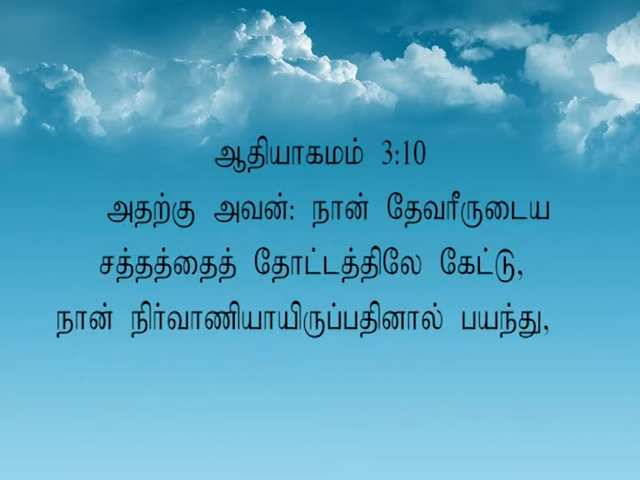 ஆதியாகமம் 3:10
அதற்கு அவன்: நான் தேவரீருடைய
சத்தத்தைத் தோட்டத்திலே கேட்டு,
நான் நிர்வாணியாயிருப்பதினால் பயந்து,